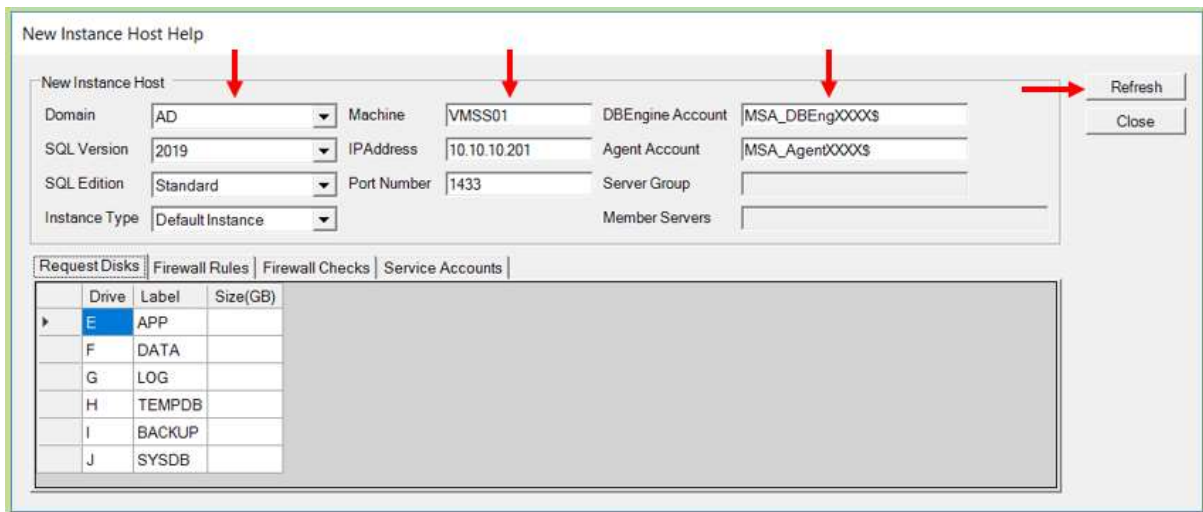 New Instance Host Help
New Instance Host
Refresh
Domain AD Machine VMSS01 DBEngine Account MSA_DBEngXXXX$
Close
SQL Version 2019 IPAddress 10.10.10.201 Agent Account MSA_AgentXXXX$
SQL Edition Standard Port Number 1433 Server Group
Instance Type Default Instance Member Servers
Request Disks Firewall Rules Firewall Checks Service Accounts
Drive Label Size(GB)
E APP
F DATA
G LOG
H TEMPDB
I BACKUP
J SYSDB